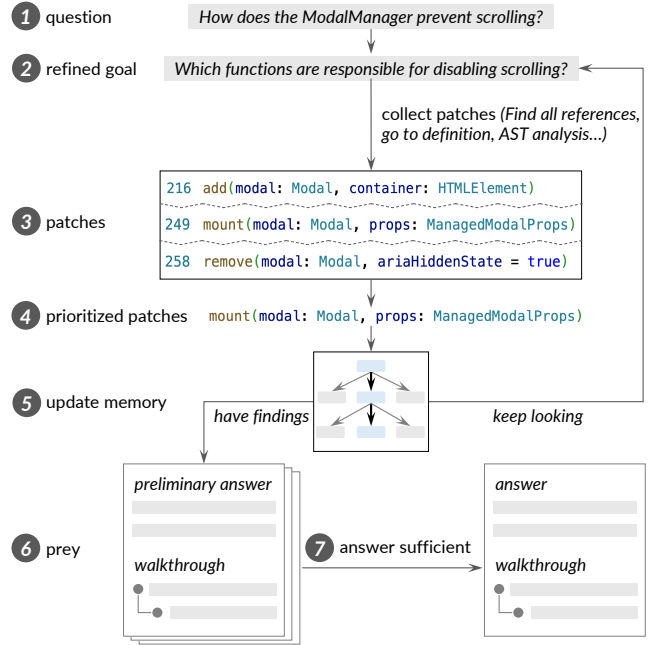 1 question
How does the ModalManager prevent scrolling?
2 refined goal
Which functions are responsible for disabling scrolling?
collect patches (Find all references,
go to definition, AST analysis...)
3 patches
216 add(modal: Modal, container: HTMLElement)
249 mount(modal: Modal, props: ManagedModalProps)
258 remove(modal: Modal, ariaHiddenState = true)
4 prioritized patches
mount(modal: Modal, props: ManagedModalProps)
5 update memory
have findings
keep looking
6 prey
preliminary answer
walkthrough
7 answer sufficient
answer
walkthrough